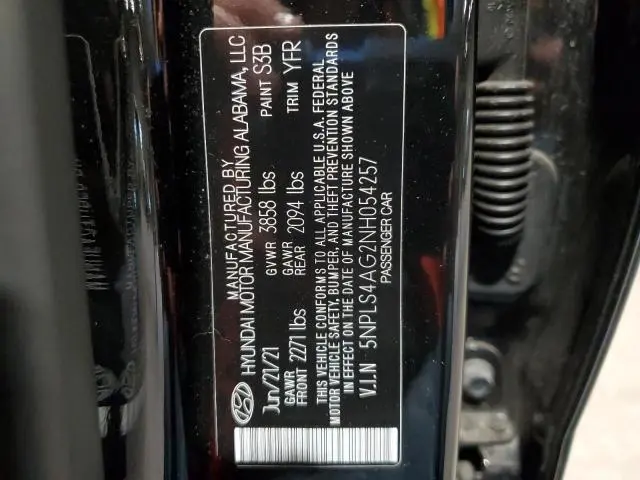 MANUFACTURED BY
HYUNDAI MOTOR MANUFACTURING ALABAMA, LLC
Jun/21/21 GVWR 3858 lbs PAINT S3B
GAWR FRONT 2271 lbs GAWR REAR 2094 lbs TRIM YFR
THIS VEHICLE CONFORMS TO ALL APPLICABLE U.S.A. FEDERAL
MOTOR VEHICLE SAFETY, BUMPER, AND THEFT PREVENTION STANDARDS
IN EFFECT ON THE DATE OF MANUFACTURE SHOWN ABOVE
V.I.N 5NPLS4AG2NH054257
PASSENGER CAR